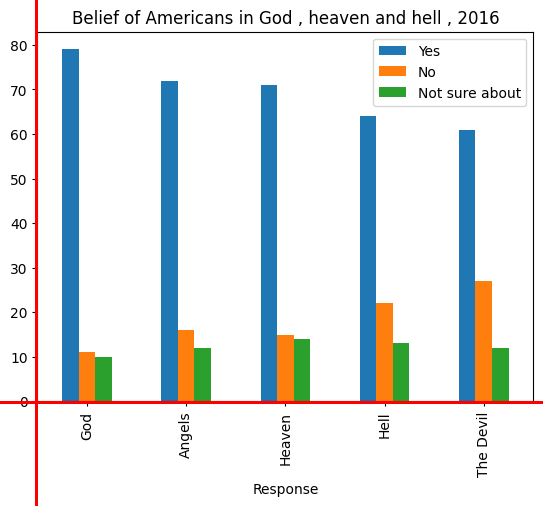 Belief of Americans in God , heaven and hell , 2016
80
70
60
50
40
30
20
10
0
Yes
No
Not sure about
God
Angels
Heaven
Hell
The Devil
Response